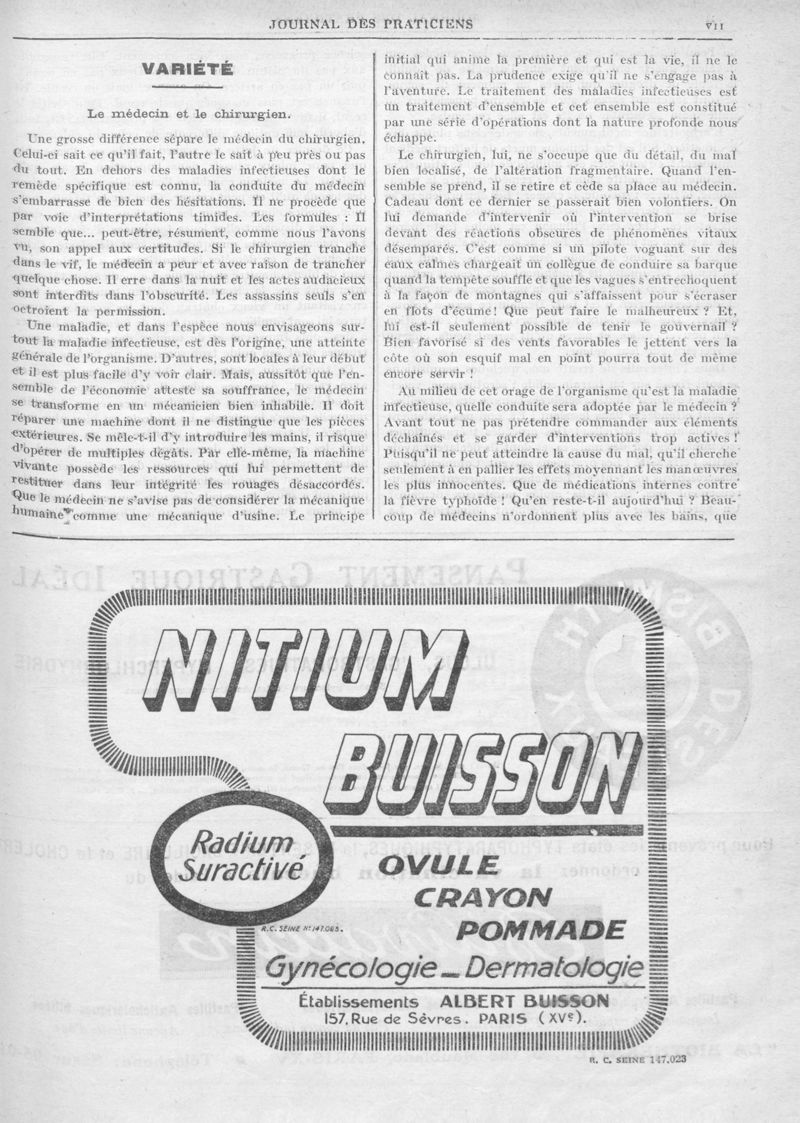 JOURNAL DES PRATICIENS
VII
VARIÉTÉ
Le médecin et le chirurgien.
Une grosse différence sépare le médecin du chirurgien.
Celui-ci sait ce qu'il fait, l'autre le sait à peu près ou pas
du tout. En dehors des maladies infectieuses dont le
remède spécifique est connu, la conduite du médecin
s'embarrasse de bien des hésitations. Il ne procède que
par voie d'interprétations timides. Les formules : Il
semble que... peut-être, résument, comme nous l'avons
vu, son appel aux certitudes. Si le chirurgien tranche
dans le vif, le médecin a peur et avec raison de trancher
quelque chose. Il erre dans la nuit et les actes audacieux
sont interdits dans l'obscurité. Les assassins seuls s'en
octroient la permission.
Une maladie, et dans l'espèce nous envisageons sur-
tout la maladie infectieuse, est dès l'origine, une atteinte
générale de l'organisme. D'autres, sont locales à leur début
et il est plus facile d'y voir clair. Mais, aussitôt que l'en-
semble de l'économie atteste sa souffrance, le médecin
se transforme en un mécanicien bien inhabile. Il doit
réparer une machine dont il ne distingue que les pièces
extérieures. Se mêle-t-il d'y introduire les mains, il risque
d'opérer de multiples dégâts. Par elle-même, la machine
vivante possède les ressources qui lui permettent de
restituer dans leur intégrité les rouages désaccordés.
Que le médecin ne s'avise pas de considérer la mécanique
humaine comme une mécanique d'usine. Le principe
initial qui anime la première et qui est la vie, il ne le
connaît pas. La prudence exige qu'il ne s'engage pas à
l'aventure. Le traitement des maladies infectieuses est
un traitement d'ensemble et cet ensemble est constitué
par une série d'opérations dont la nature profonde nous
échappe.
Le chirurgien, lui, ne s'occupe que du détail, du mal
bien localisé, de l'altération fragmentaire. Quand l'en-
semble se prend, il se retire et cède sa place au médecin.
Cadeau dont ce dernier se passerait bien volontiers. On
lui demande d'intervenir où l'intervention se brise
devant des réactions obscures de phénomènes vitaux
désemparés. C'est comme si un pilote voguant sur des
eaux calmes chargeait un collègue de conduire sa barque
quand la tempête souffle et que les vagues s'entrechoquent
à la façon de montagnes qui s'affaissent pour s'écraser
en flots d'écume ! Que peut faire le malheureux ? Et,
lui est-il seulement possible de tenir le gouvernail ?
Bien favorisé si des vents favorables le jettent vers la
côte où son esquif mal en point pourra tout de même
encore servir !
Au milieu de cet orage de l'organisme qu'est la maladie
infectieuse, quelle conduite sera adoptée par le médecin ?
Avant tout ne pas prétendre commander aux éléments
déchaînés et se garder d'interventions trop actives !
Puisqu'il ne peut atteindre la cause du mal, qu'il cherche
seulement à en pallier les effets moyennant les manœuvres
les plus innocentes. Que de médications internes contre
la fièvre typhoïde ! Qu'en reste-t-il aujourd'hui ? Beau-
coup de médecins n'ordonnent plus avec les bains, que
NITIUM
BUISSON
Radium
Suractivé
OVULE
CRAYON
POMMADE
R.C. SEINE N° 147.023.
Gynécologie - Dermatologie
Établissements ALBERT BUISSON
157, Rue de Sèvres. PARIS (XVe).
R. C. SEINE 147.023